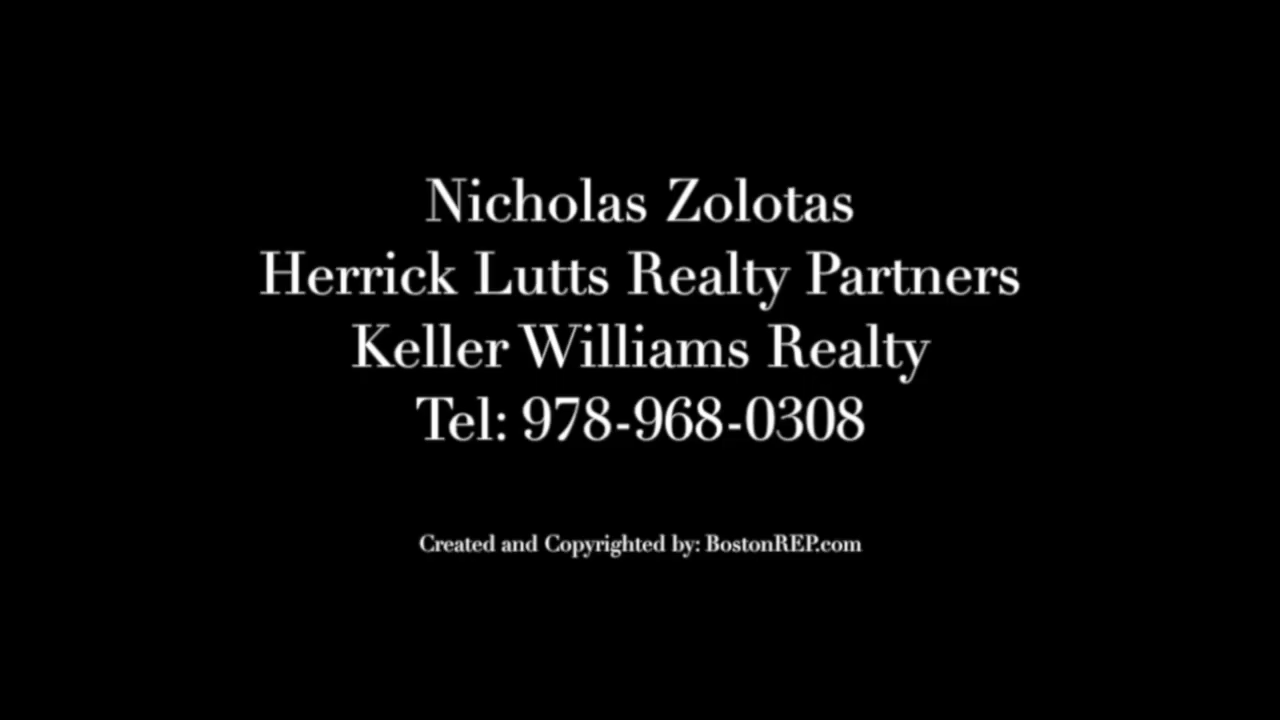 Nicholas Zolotas
Herrick Lutts Realty Partners
Keller Williams Realty
Tel: 978-968-0308
Created and Copyrighted by: BostonREP.com